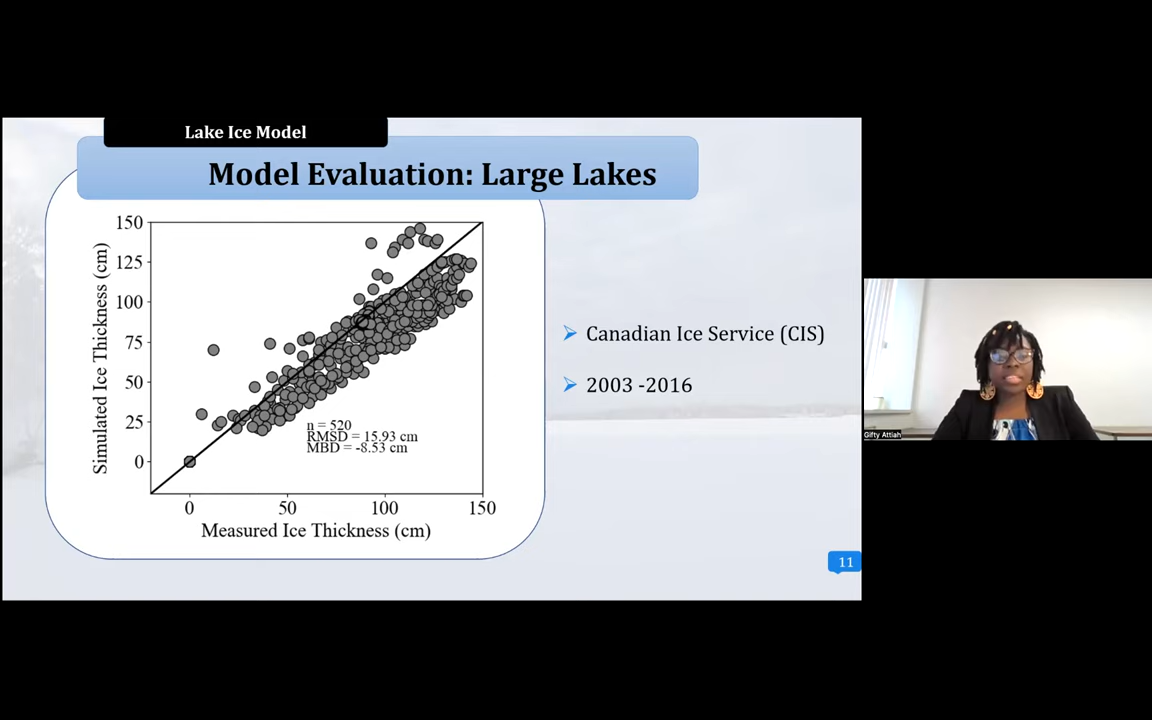 Lake Ice Model
Model Evaluation: Large Lakes
150
125
100
75
50
25
0
Simulated Ice Thickness (cm)
n = 520
RMSD = 15.93 cm
MBD = -8.53 cm
0 50 100 150
Measured Ice Thickness (cm)
Canadian Ice Service (CIS)
2003 -2016
11
Gifty Attiah